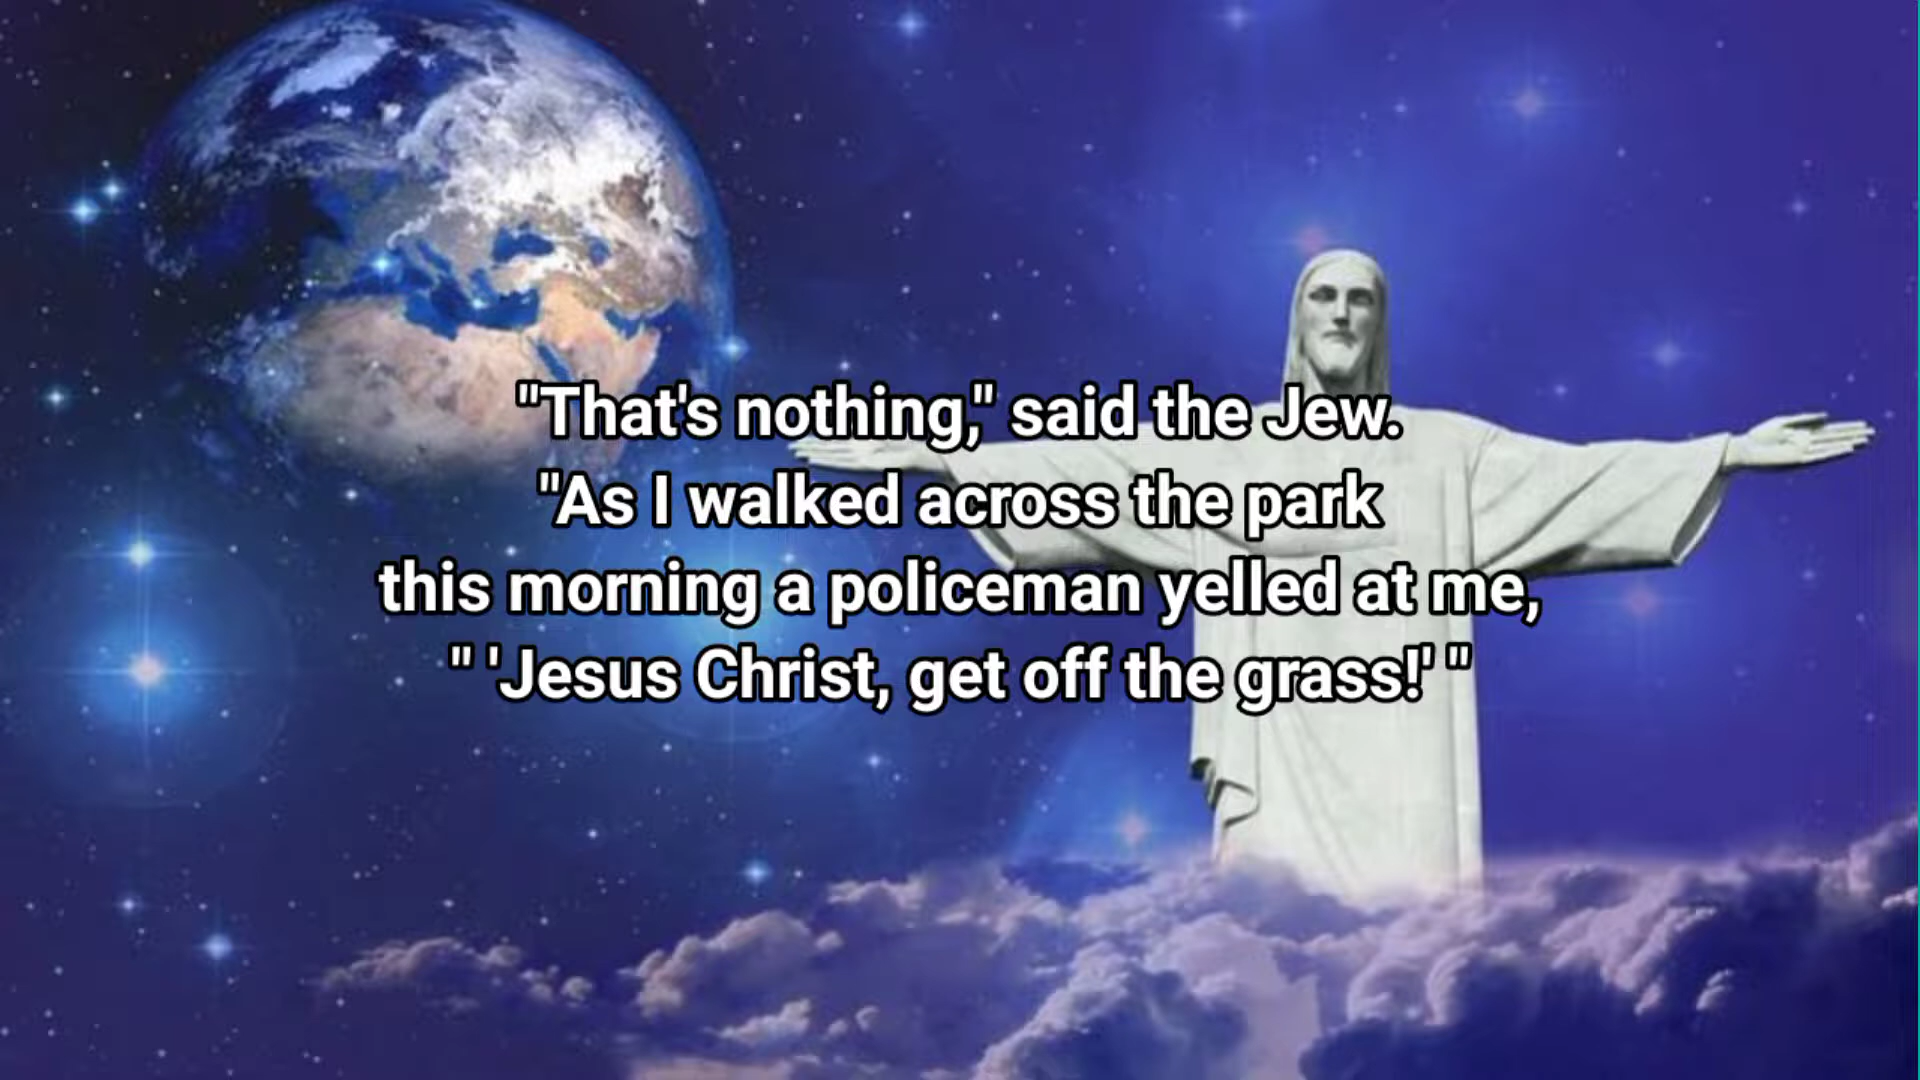 "That's nothing," said the Jew.
"As I walked across the park
this morning a policeman yelled at me,
" 'Jesus Christ, get off the grass!' "